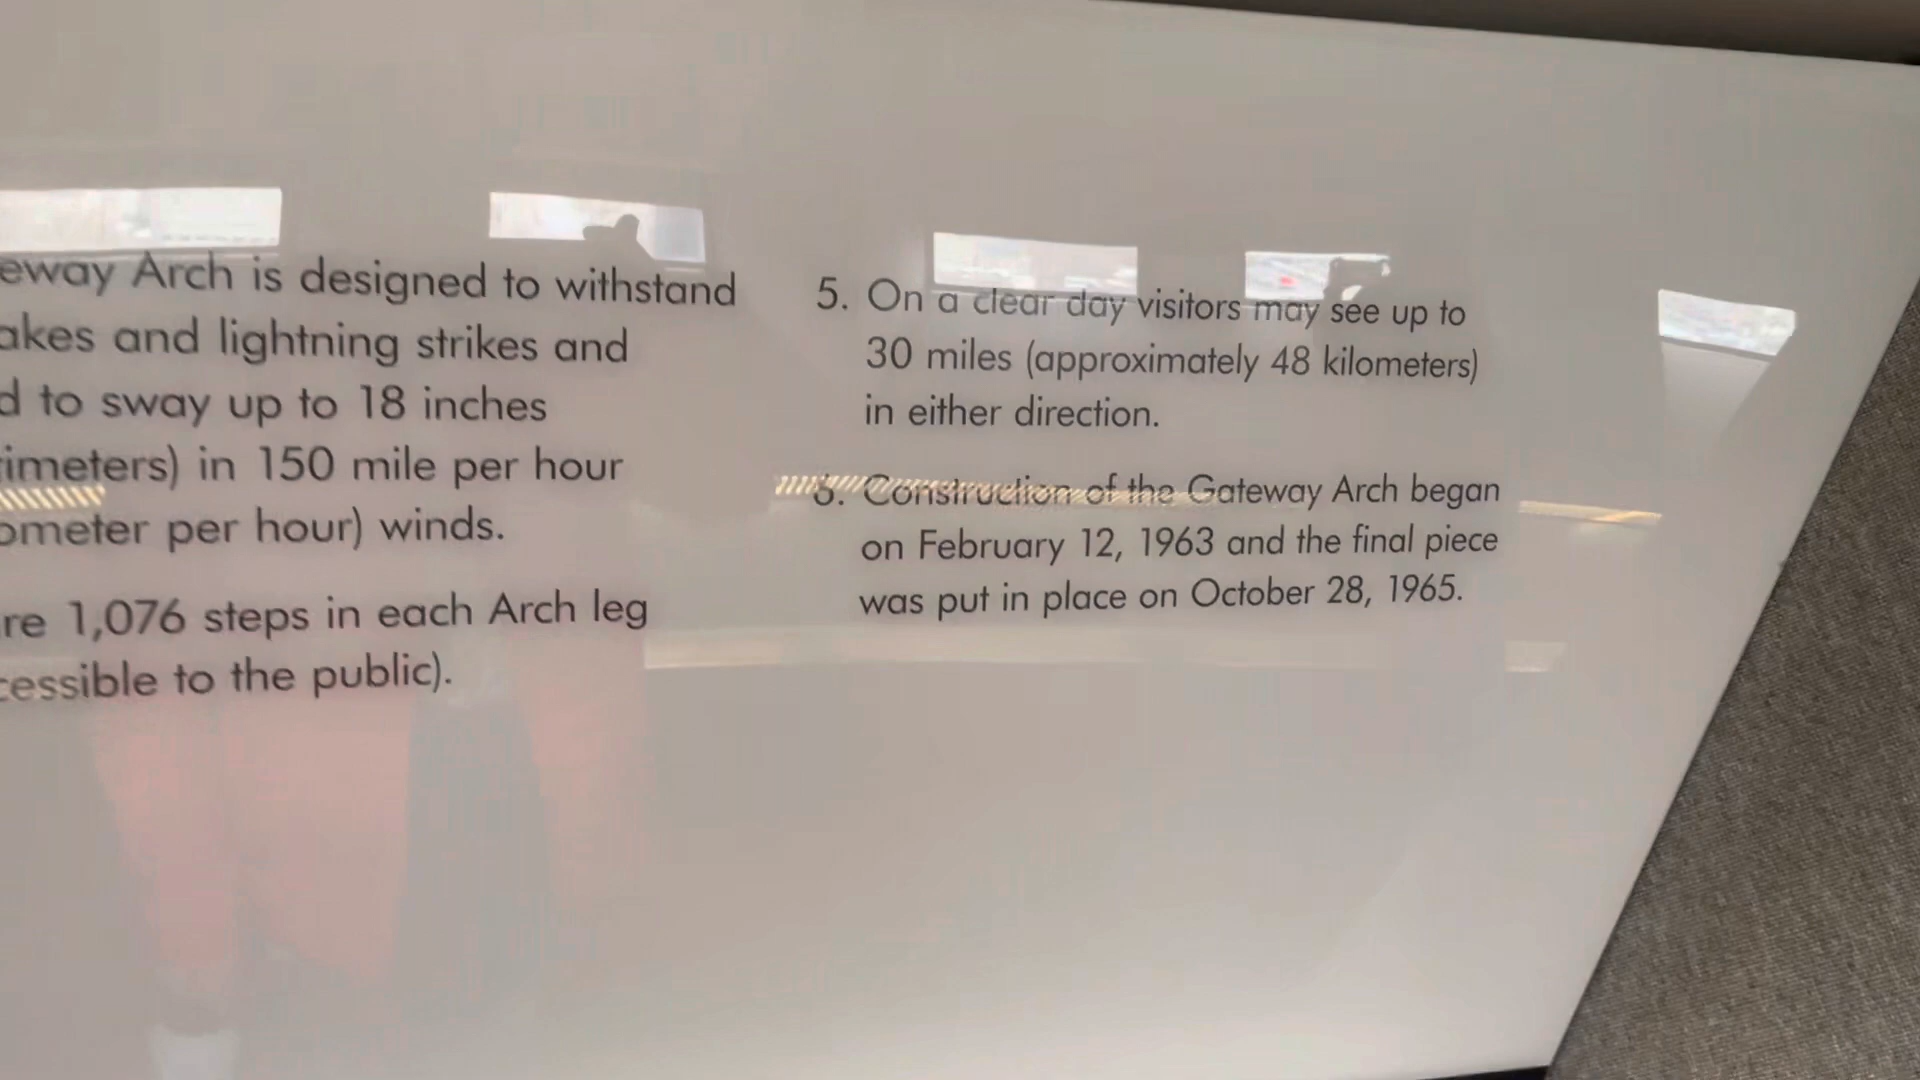 eway Arch is designed to withstand
akes and lightning strikes and
d to sway up to 18 inches
imeters) in 150 mile per hour
ometer per hour) winds.
re 1,076 steps in each Arch leg
cessible to the public).
5. On a clear day visitors may see up to
30 miles (approximately 48 kilometers)
in either direction.
6. Construction of the Gateway Arch began
on February 12, 1963 and the final piece
was put in place on October 28, 1965.